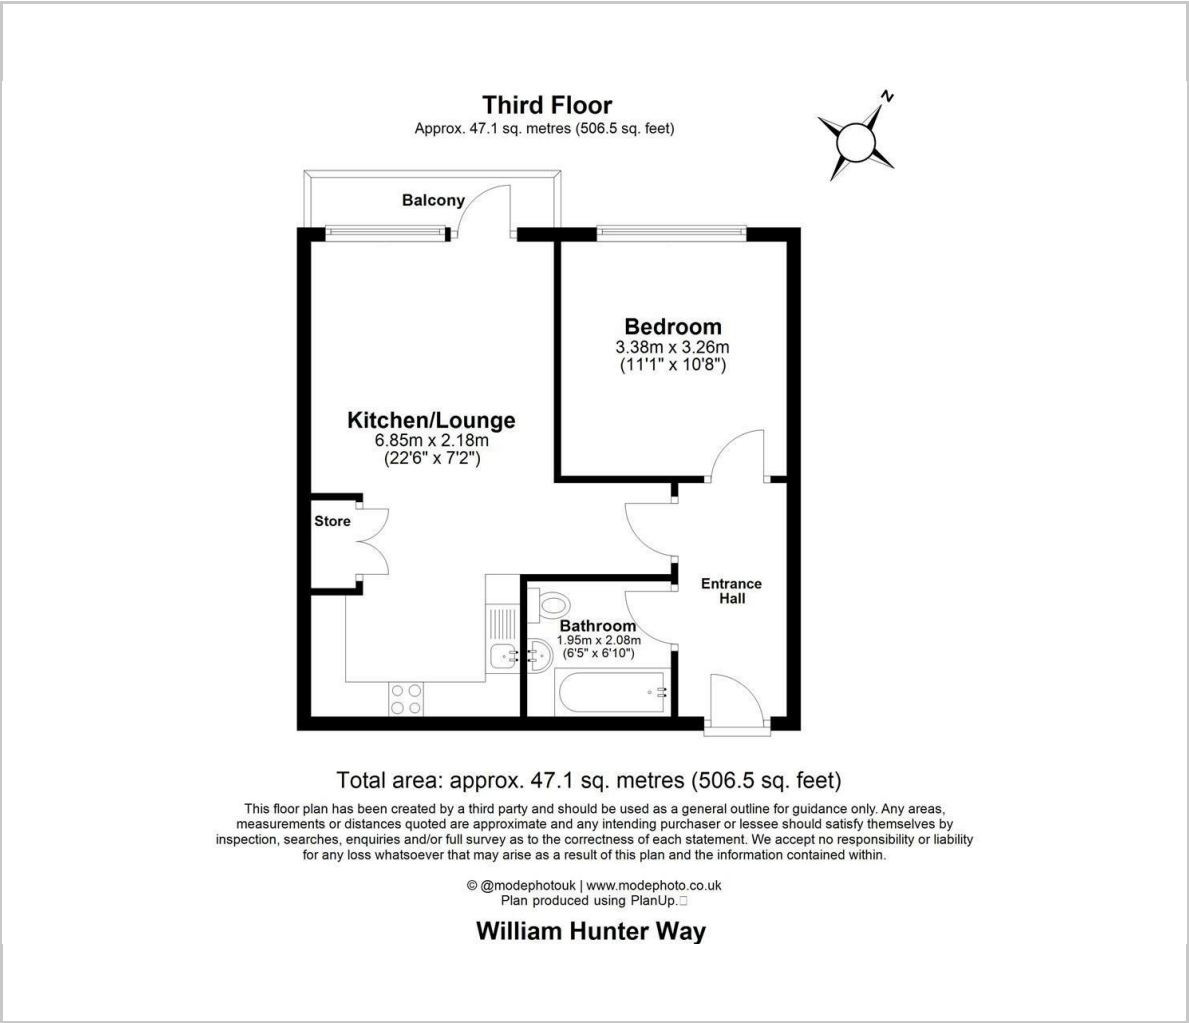 N
Third Floor
Approx. 47.1 sq. metres (506.5 sq. feet)
Balcony
Bedroom
3.38m x 3.26m
(11'1" x 10'8")
Kitchen/Lounge
6.85m x 2.18m
(22'6" x 7'2")
Store
Entrance
Hall
Bathroom
1.95m x 2.08m
(6'5" x 6'10")
Total area: approx. 47.1 sq. metres (506.5 sq. feet)
This floor plan has been created by a third party and should be used as a general outline for guidance only. Any areas,
measurements or distances quoted are approximate and any intending purchaser or lessee should satisfy themselves by
inspection, searches, enquiries and/or full survey as to the correctness of each statement. We accept no responsibility or liability
for any loss whatsoever that may arise as a result of this plan and the information contained within.
© @modephotouk | www.modephoto.co.uk
Plan produced using PlanUp.□
William Hunter Way